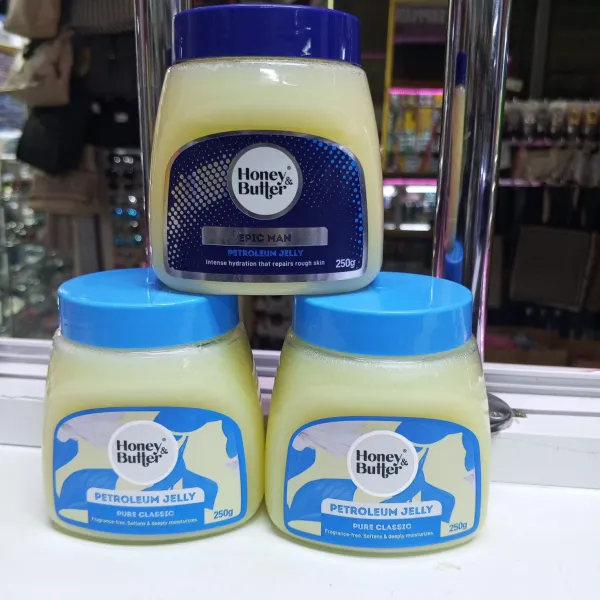 Honey®
& Butter
EPIC MAN
PETROLEUM JELLY
Intense hydration that repairs rough skin
250g
Honey®
& Butter
PETROLEUM JELLY
PURE CLASSIC
Fragrance-free. Softens & deeply moisturizes.
250g
Honey®
& Butter
PETROLEUM JELLY
PURE CLASSIC
Fragrance-free. Softens & deeply moisturizes.
250g